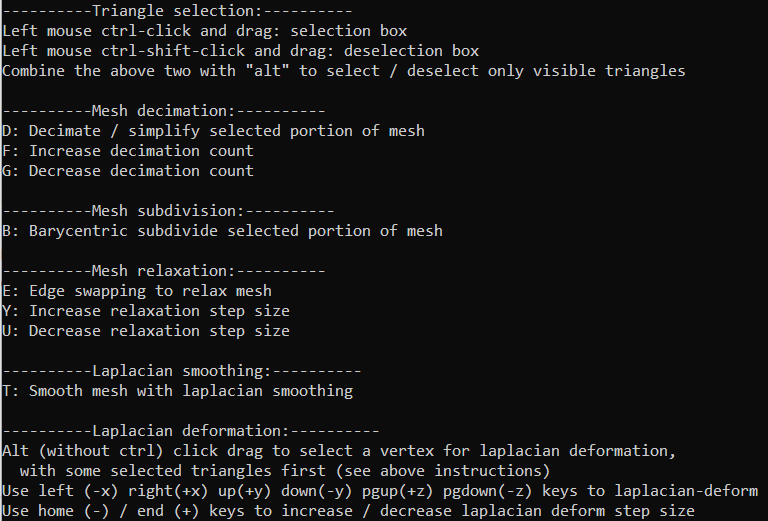 ----------Triangle selection:----------
Left mouse ctrl-click and drag: selection box
Left mouse ctrl-shift-click and drag: deselection box
Combine the above two with "alt" to select / deselect only visible triangles
----------Mesh decimation:----------
D: Decimate / simplify selected portion of mesh
F: Increase decimation count
G: Decrease decimation count
----------Mesh subdivision:----------
B: Barycentric subdivide selected portion of mesh
----------Mesh relaxation:----------
E: Edge swapping to relax mesh
Y: Increase relaxation step size
U: Decrease relaxation step size
----------Laplacian smoothing:----------
T: Smooth mesh with laplacian smoothing
----------Laplacian deformation:----------
Alt (without ctrl) click drag to select a vertex for laplacian deformation,
  with some selected triangles first (see above instructions)
Use left (-x) right(+x) up(+y) down(-y) pgup(+z) pgdown(-z) keys to laplacian-deform
Use home (-) / end (+) keys to increase / decrease laplacian deform step size